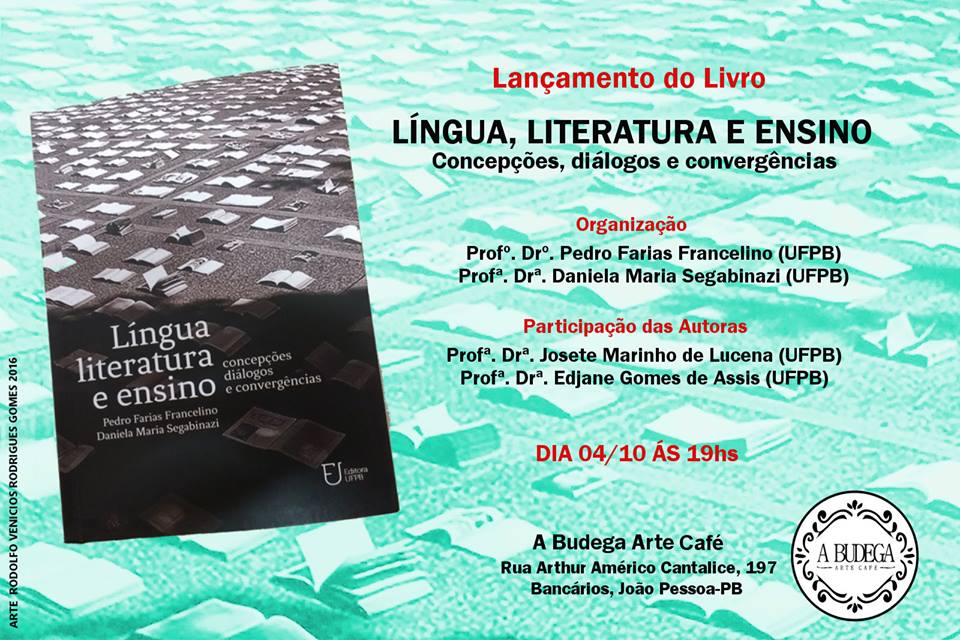 Lançamento do Livro
LÍNGUA, LITERATURA E ENSINO
Concepções, diálogos e convergências
Organização
Profº. Drº. Pedro Farias Francelino (UFPB)
Profª. Drª. Daniela Maria Segabinazi (UFPB)
Participação das Autoras
Profª. Drª. Josete Marinho de Lucena (UFPB)
Profª. Drª. Edjane Gomes de Assis (UFPB)
DIA 04/10 ÁS 19hs
A Budega Arte Café
Rua Arthur Américo Cantalice, 197
Bancários, João Pessoa-PB
A BUDEGA
ARTE CAFÉ
Língua
literatura
e ensino
concepções
diálogos
e convergências
Pedro Farias Francelino
Daniela Maria Segabinazi
Editora
UFPB
ARTE RODOLFO VENICIOS RODRIGUES GOMES 2016